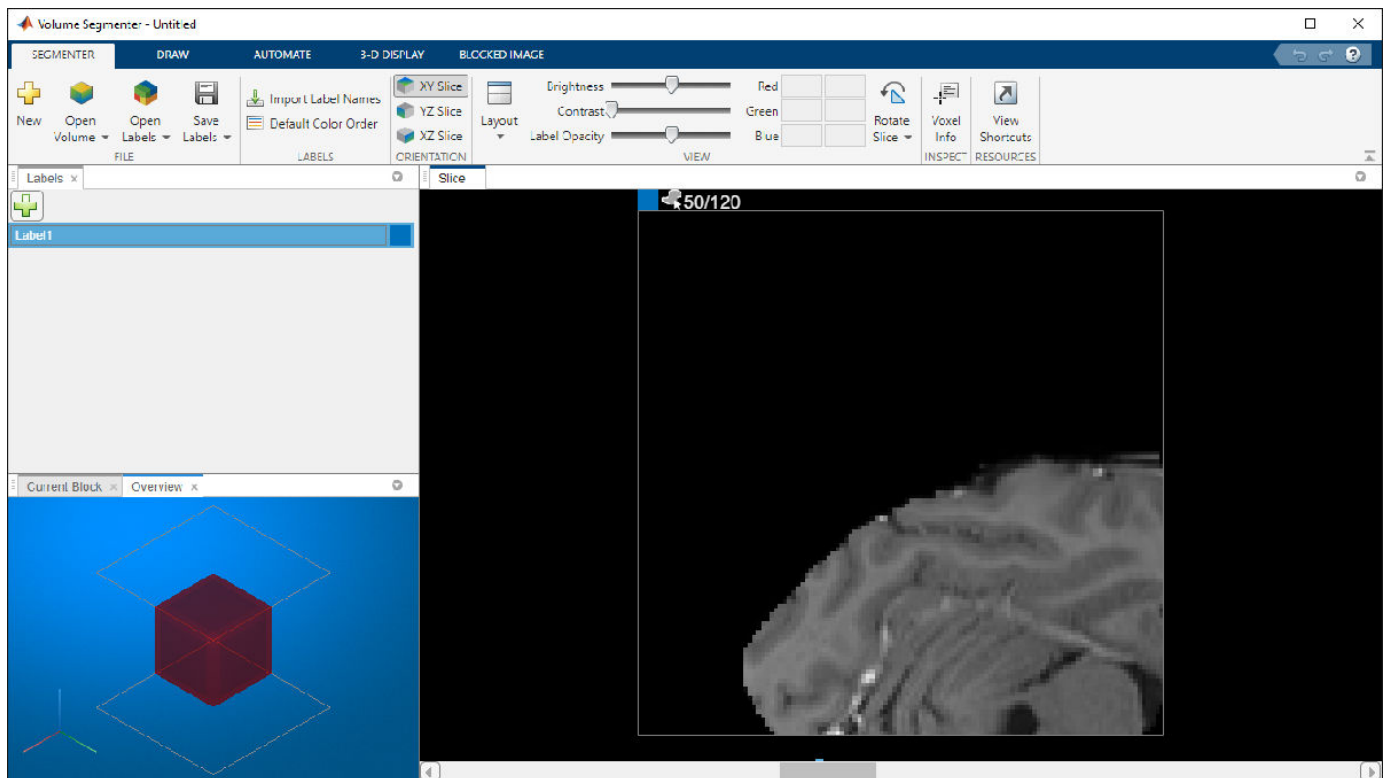 Volume Segmenter - Untitled
SEGMENTER DRAW AUTOMATE 3-D DISPLAY BLOCKED IMAGE
New
Open Volume
Open Labels
Save Labels
FILE
Import Label Names
Default Color Order
LABELS
XY Slice
YZ Slice
XZ Slice
ORIENTATION
Layout
Brightness
Contrast
Label Opacity
Red
Green
Blue
Rotate Slice
VIEW
Voxel Info
INSPECT
View Shortcuts
RESOURCES
Labels
Slice
50/120
Label1
Current Block
Overview